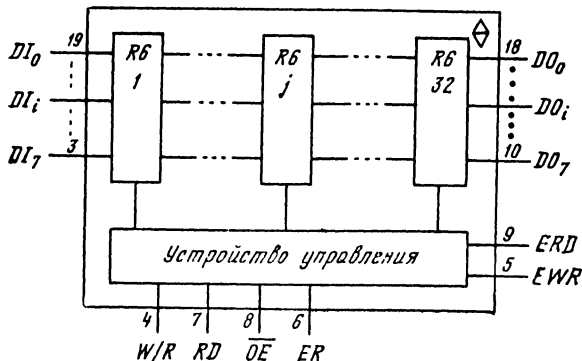 DI₀ 19 RG 1 RG j RG 32 18 DO₀
DIᵢ DOᵢ
DI₇ 3 10 DO₇
Устройство управления
9 ERD
5 EWR
4 7 8 6
W/R RD O̅E̅ ER